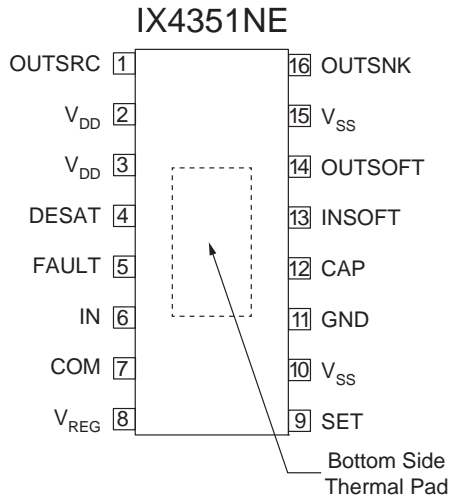 IX4351NE
OUTSRC 1 16 OUTSNK
VDD 2 15 VSS
VDD 3 14 OUTSOFT
DESAT 4 13 INSOFT
FAULT 5 12 CAP
IN 6 11 GND
COM 7 10 VSS
VREG 8 9 SET
Bottom Side
Thermal Pad